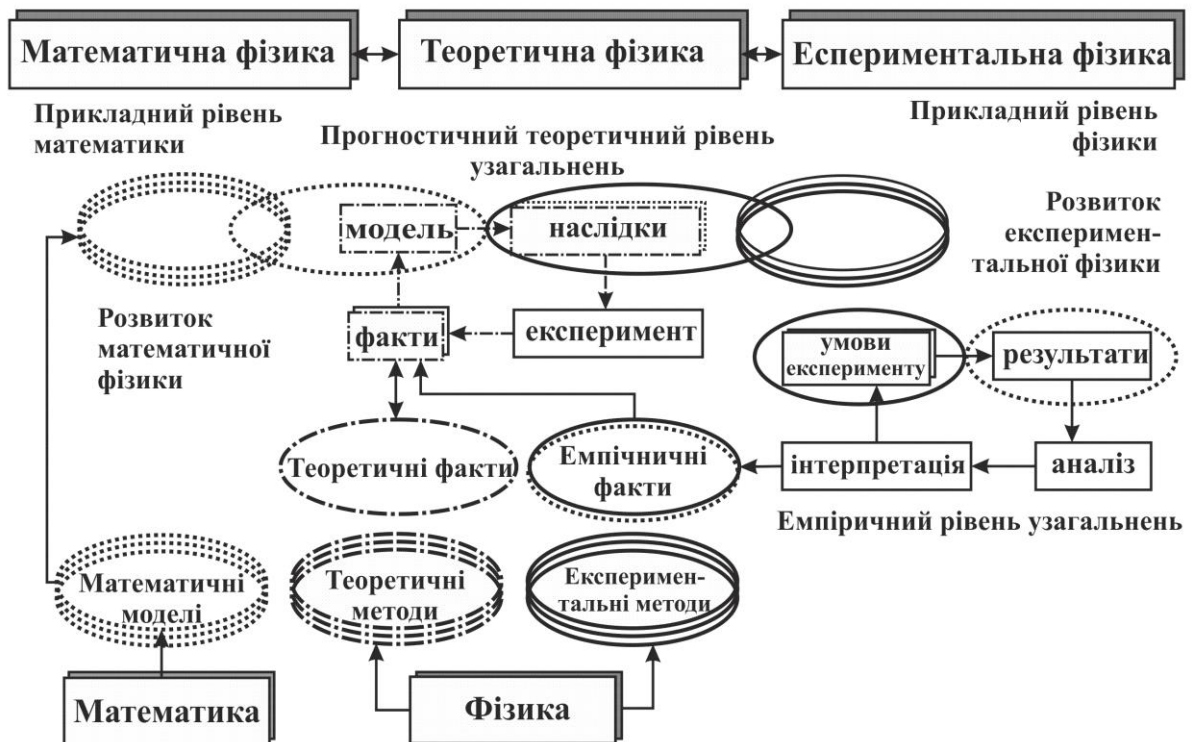 Математична фізика
Теоретична фізика
Еспериментальна фізика
Прикладний рівень
математики
Прогностичний теоретичний рівень
узагальнень
Прикладний рівень
фізики
модель
наслідки
Розвиток
експеримен-
тальної фізики
Розвиток
математичної
фізики
факти
експеримент
умови
експерименту
результати
Теоретичні факти
Емпічничні
факти
інтерпретація
аналіз
Емпіричний рівень узагальнень
Математичні
моделі
Теоретичні
методи
Експеримен-
тальні методи
Математика
Фізика